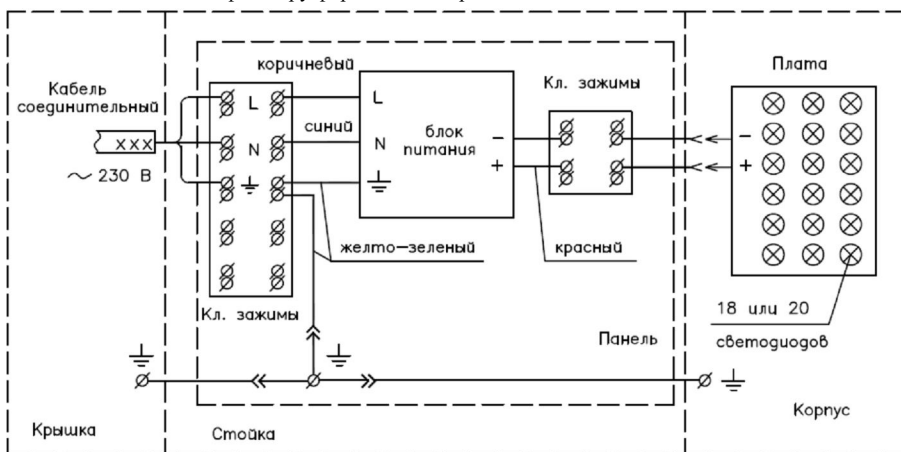 коричневый
Кл. зажимы
Плата
Кабель
соединительный
L
L
ххх
N
синий
N
блок
питания
–
–
+
+
~ 230 В
желто–зеленый
красный
Кл. зажимы
18 или 20
светодиодов
Панель
Корпус
Крышка
Стойка